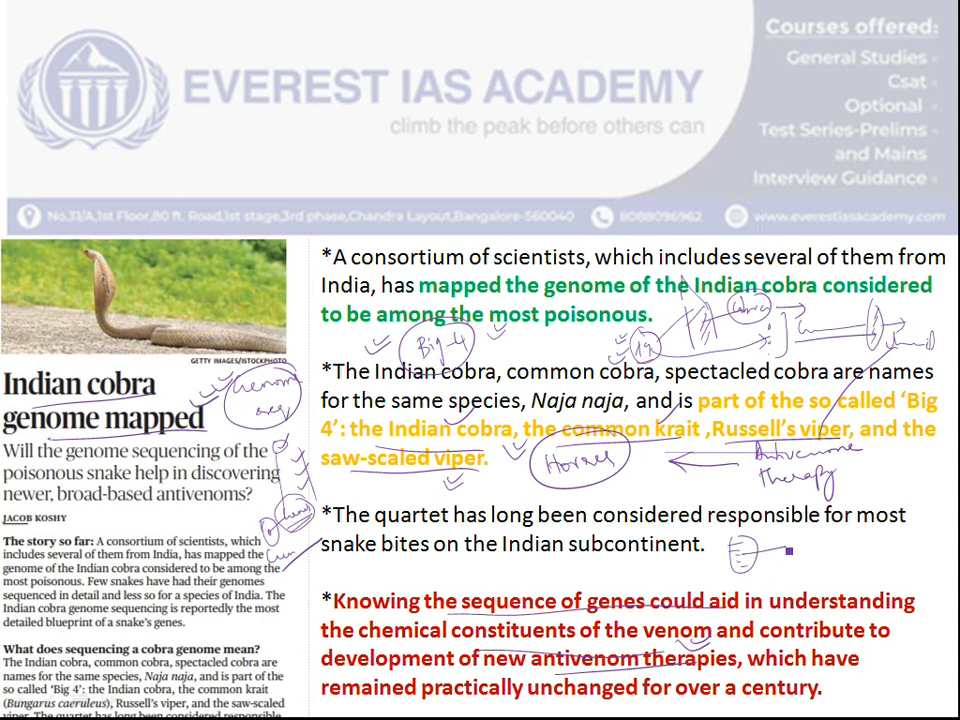 Courses offered:
General Studies
Csat
Optional
Test Series-Prelims
and Mains
Interview Guidance
EVEREST IAS ACADEMY
climb the peak before others can
No.31/A,1st Floor,80 ft. Road,1st stage,3rd phase,Chandra Layout,Bangalore-560040
8088096962
www.everestiasacademy.com
GETTY IMAGES/ISTOCKPHOTO
Indian cobra
genome mapped
Will the genome sequencing of the
poisonous snake help in discovering
newer, broad-based antivenoms?
JACOB KOSHY
The story so far: A consortium of scientists, which
includes several of them from India, has mapped the
genome of the Indian cobra considered to be among the
most poisonous. Few snakes have had their genomes
sequenced in detail and less so for a species of India. The
Indian cobra genome sequencing is reportedly the most
detailed blueprint of a snake's genes.
What does sequencing a cobra genome mean?
The Indian cobra, common cobra, spectacled cobra are
names for the same species, Naja naja, and is part of the
so called 'Big 4': the Indian cobra, the common krait
(Bungarus caeruleus), Russell's viper, and the saw-scaled
viper. The quartet has long been considered responsible
*A consortium of scientists, which includes several of them from
India, has mapped the genome of the Indian cobra considered
to be among the most poisonous.
*The Indian cobra, common cobra, spectacled cobra are names
for the same species, Naja naja, and is part of the so called 'Big
4': the Indian cobra, the common krait ,Russell's viper, and the
saw-scaled viper.
*The quartet has long been considered responsible for most
snake bites on the Indian subcontinent.
*Knowing the sequence of genes could aid in understanding
the chemical constituents of the venom and contribute to
development of new antivenom therapies, which have
remained practically unchanged for over a century.
Big-4
Cobra
19
Genome
Horses
Antivenome
therapy